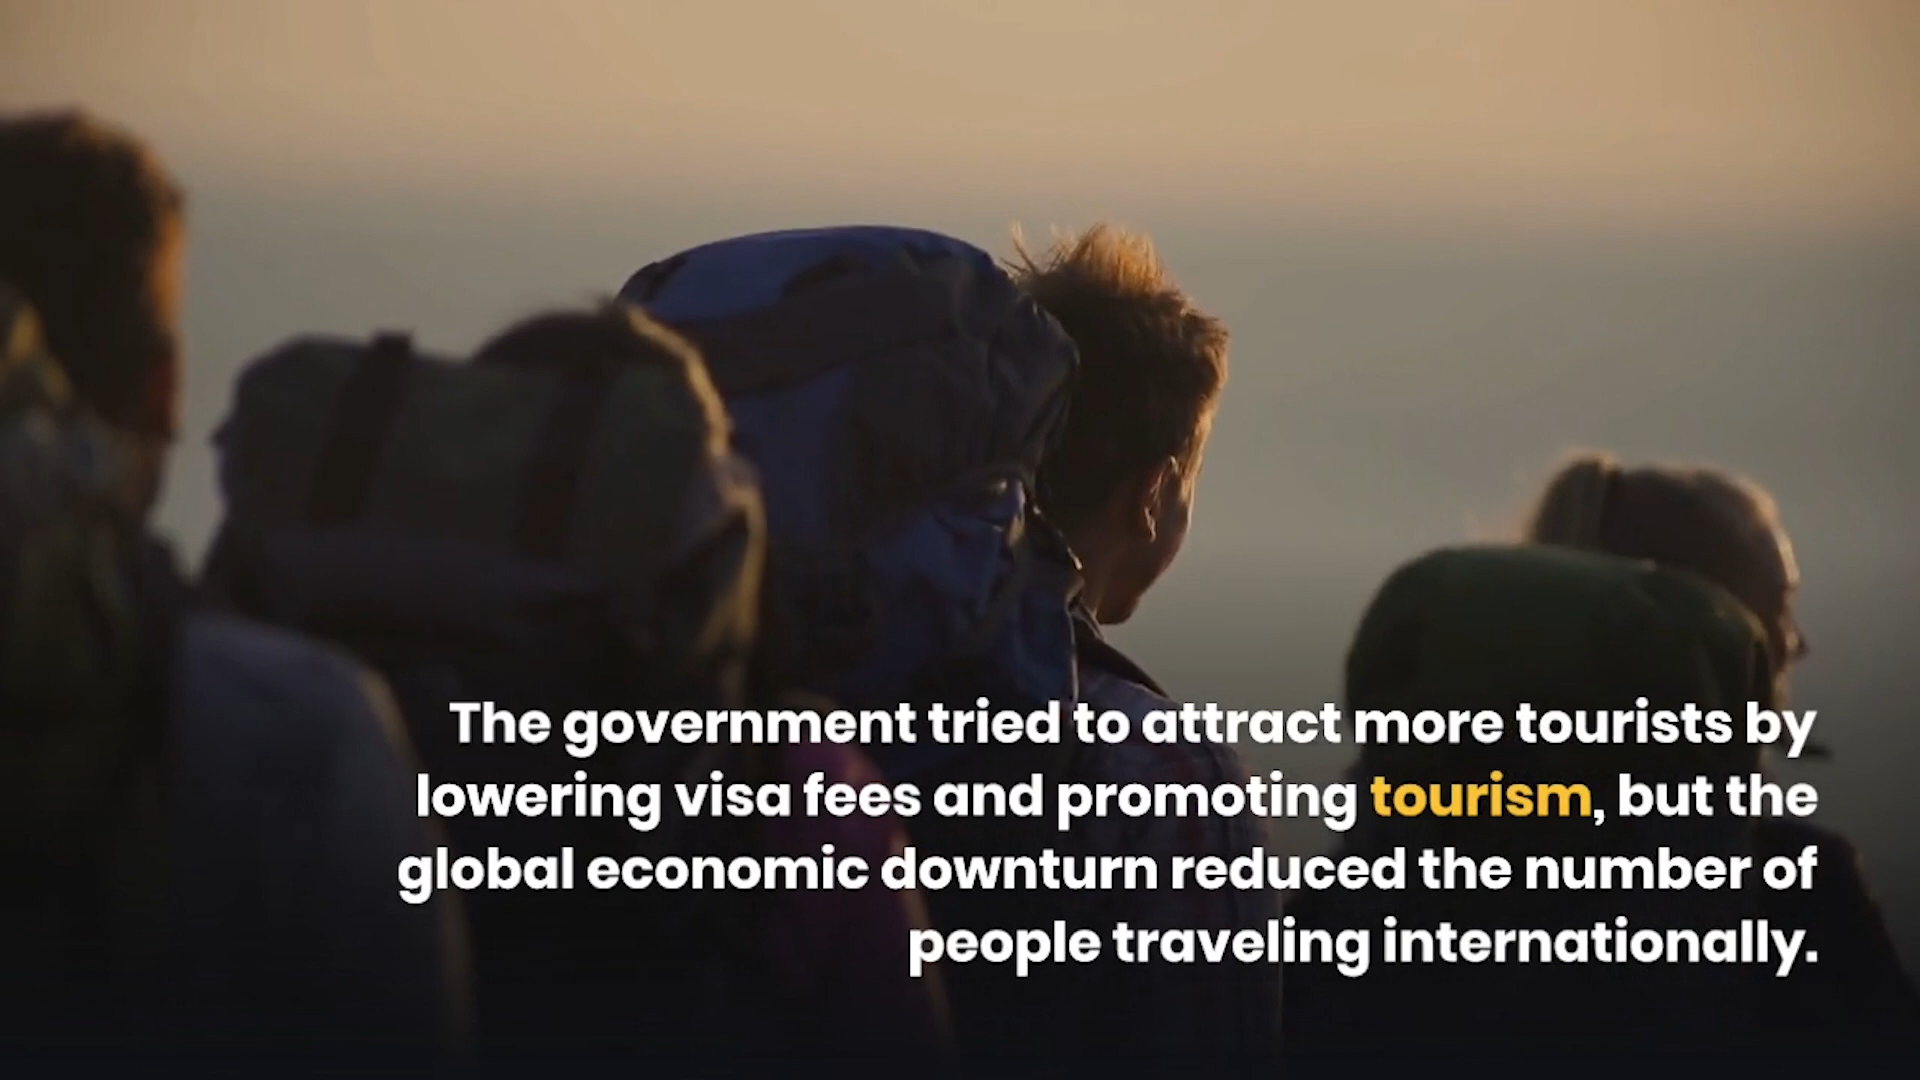 The government tried to attract more tourists by
lowering visa fees and promoting tourism, but the
global economic downturn reduced the number of
people traveling internationally.